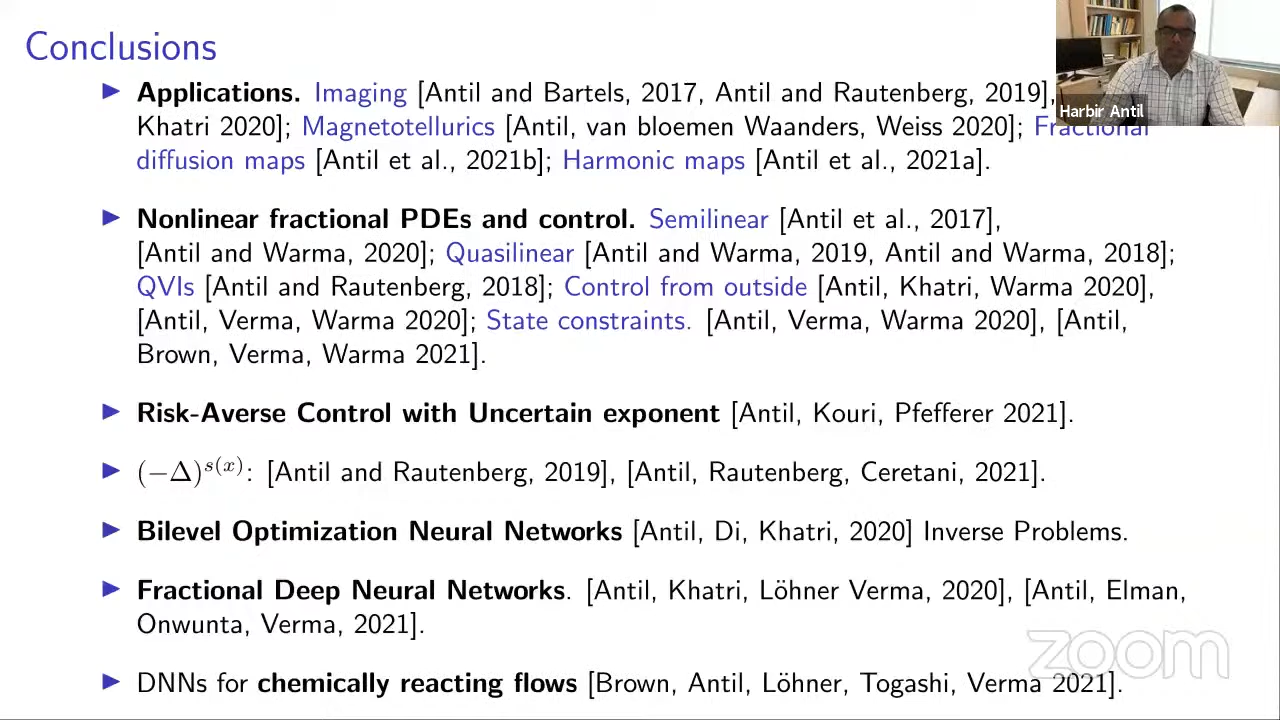 Conclusions
▶ Applications. Imaging [Antil and Bartels, 2017, Antil and Rautenberg, 2019],
Khatri 2020]; Magnetotellurics [Antil, van bloemen Waanders, Weiss 2020]; Fractional
diffusion maps [Antil et al., 2021b]; Harmonic maps [Antil et al., 2021a].
▶ Nonlinear fractional PDEs and control. Semilinear [Antil et al., 2017],
[Antil and Warma, 2020]; Quasilinear [Antil and Warma, 2019, Antil and Warma, 2018];
QVIs [Antil and Rautenberg, 2018]; Control from outside [Antil, Khatri, Warma 2020],
[Antil, Verma, Warma 2020]; State constraints. [Antil, Verma, Warma 2020], [Antil,
Brown, Verma, Warma 2021].
▶ Risk-Averse Control with Uncertain exponent [Antil, Kouri, Pfefferer 2021].
▶ (−Δ)^{s(x)}: [Antil and Rautenberg, 2019], [Antil, Rautenberg, Ceretani, 2021].
▶ Bilevel Optimization Neural Networks [Antil, Di, Khatri, 2020] Inverse Problems.
▶ Fractional Deep Neural Networks. [Antil, Khatri, Löhner Verma, 2020], [Antil, Elman,
Onwunta, Verma, 2021].
▶ DNNs for chemically reacting flows [Brown, Antil, Löhner, Togashi, Verma 2021].
Harbir Antil
zoom